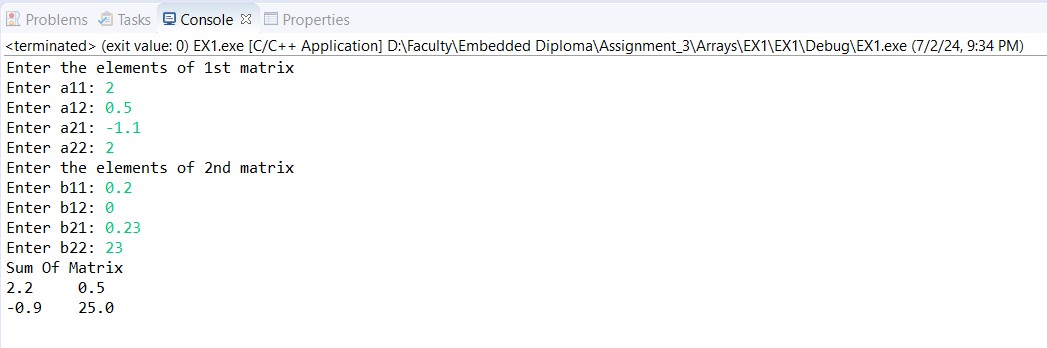 Problems Tasks Console Properties
<terminated> (exit value: 0) EX1.exe [C/C++ Application] D:\Faculty\Embedded Diploma\Assignment_3\Arrays\EX1\EX1\Debug\EX1.exe (7/2/24, 9:34 PM)
Enter the elements of 1st matrix
Enter a11: 2
Enter a12: 0.5
Enter a21: -1.1
Enter a22: 2
Enter the elements of 2nd matrix
Enter b11: 0.2
Enter b12: 0
Enter b21: 0.23
Enter b22: 23
Sum Of Matrix
2.2     0.5
-0.9    25.0